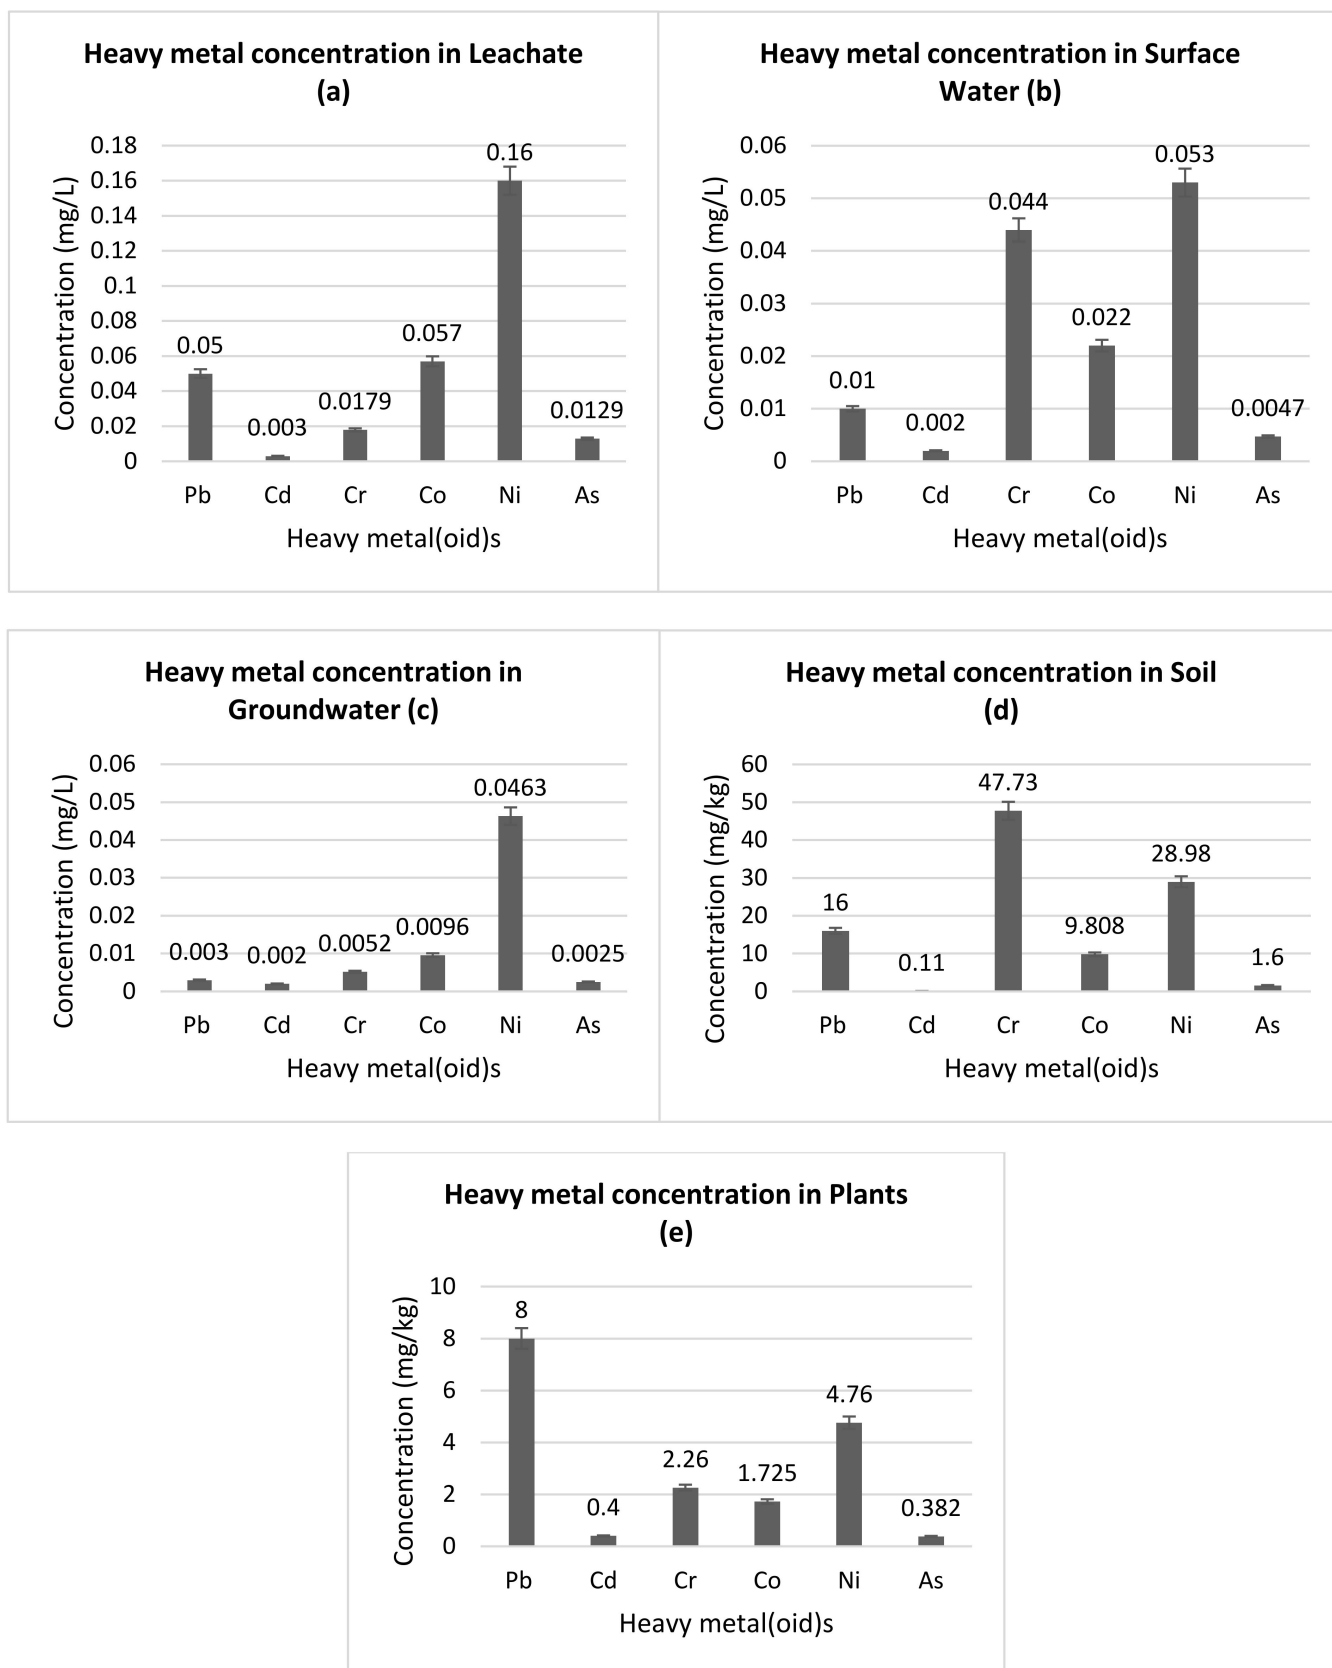 Heavy metal concentration in Leachate
(a)
0.18
0.16
0.14
0.12
0.1
0.08
0.06
0.04
0.02
0
Concentration (mg/L)
0.05
0.003
0.0179
0.057
0.16
0.0129
Pb Cd Cr Co Ni As
Heavy metal(oid)s
Heavy metal concentration in Surface
Water (b)
0.06
0.05
0.04
0.03
0.02
0.01
0
Concentration (mg/L)
0.01
0.002
0.044
0.022
0.053
0.0047
Pb Cd Cr Co Ni As
Heavy metal(oid)s
Heavy metal concentration in
Groundwater (c)
0.06
0.05
0.04
0.03
0.02
0.01
0
Concentration (mg/L)
0.003
0.002
0.0052
0.0096
0.0463
0.0025
Pb Cd Cr Co Ni As
Heavy metal(oid)s
Heavy metal concentration in Soil
(d)
60
50
40
30
20
10
0
Concentration (mg/kg)
16
0.11
47.73
9.808
28.98
1.6
Pb Cd Cr Co Ni As
Heavy metal(oid)s
Heavy metal concentration in Plants
(e)
10
8
6
4
2
0
Concentration (mg/kg)
8
0.4
2.26
1.725
4.76
0.382
Pb Cd Cr Co Ni As
Heavy metal(oid)s